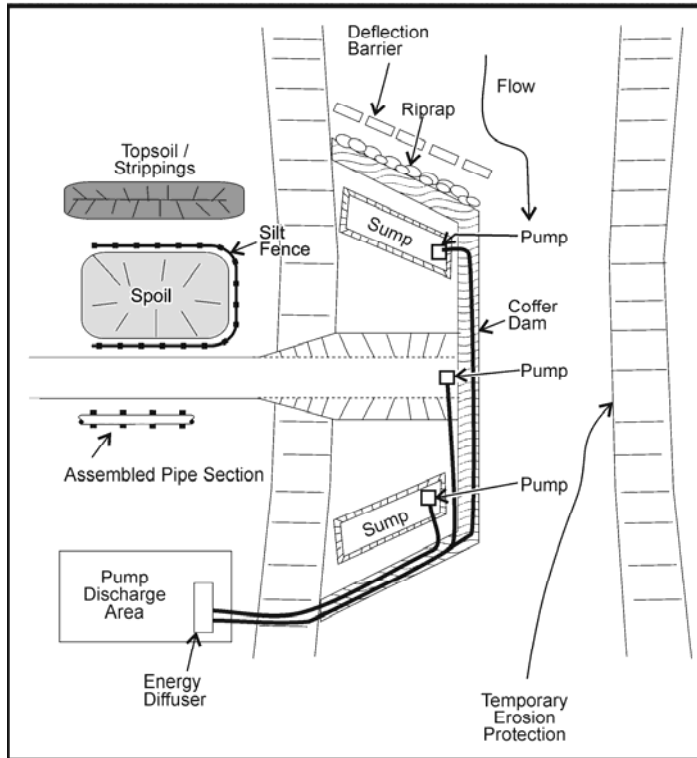 Deflection
Barrier
Flow
Riprap
Topsoil /
Strippings
Silt
Fence
Sump
Pump
Spoil
Coffer
Dam
Pump
Assembled Pipe Section
Pump
Sump
Pump
Discharge
Area
Energy
Diffuser
Temporary
Erosion
Protection